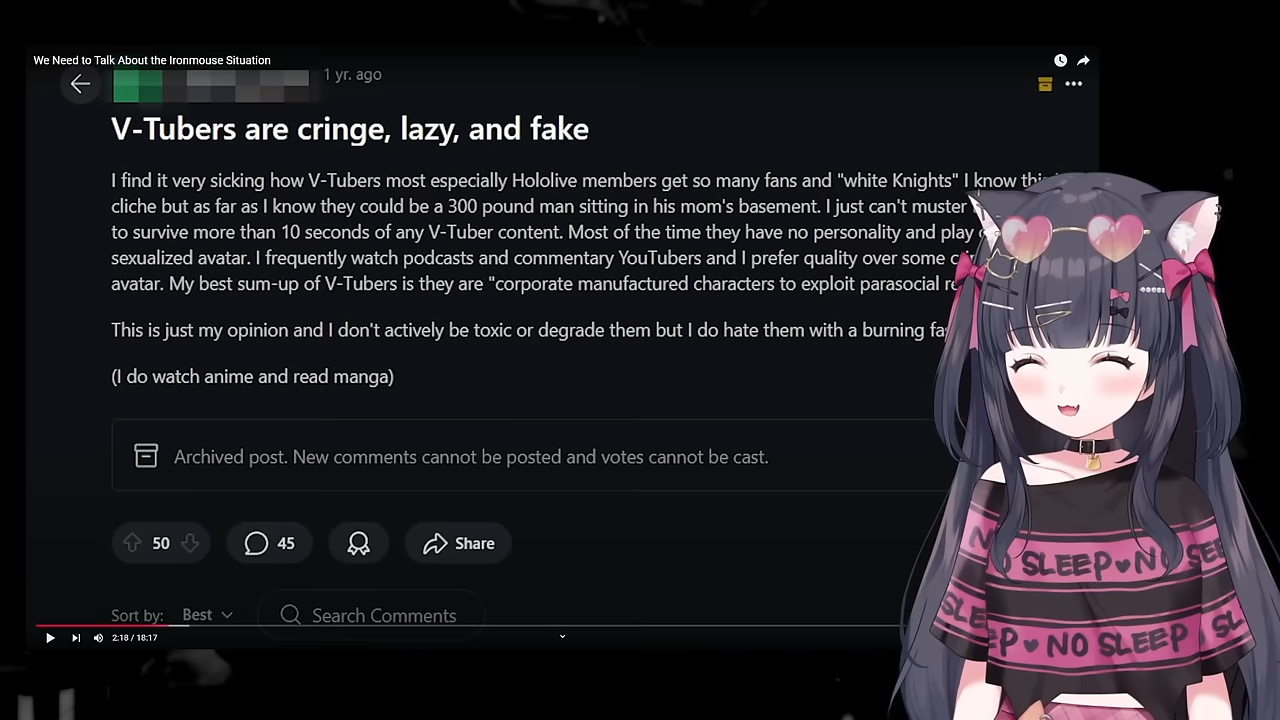 We Need to Talk About the Ironmouse Situation
1 yr. ago
V-Tubers are cringe, lazy, and fake
I find it very sicking how V-Tubers most especially Hololive members get so many fans and "white Knights" I know
cliche but as far as I know they could be a 300 pound man sitting in his mom's basement. I just can't muster
to survive more than 10 seconds of any V-Tuber content. Most of the time they have no personality and play
sexualized avatar. I frequently watch podcasts and commentary YouTubers and I prefer quality over some
avatar. My best sum-up of V-Tubers is they are "corporate manufactured characters to exploit parasocial
This is just my opinion and I don't actively be toxic or degrade them but I do hate them with a burning
(I do watch anime and read manga)
Archived post. New comments cannot be posted and votes cannot be cast.
50 45 Share
Sort by: Best Search Comments
2:18 / 18:17
NO SLEEP ♥ NO SLEEP
SLEEP ♥ NO SLEEP SL